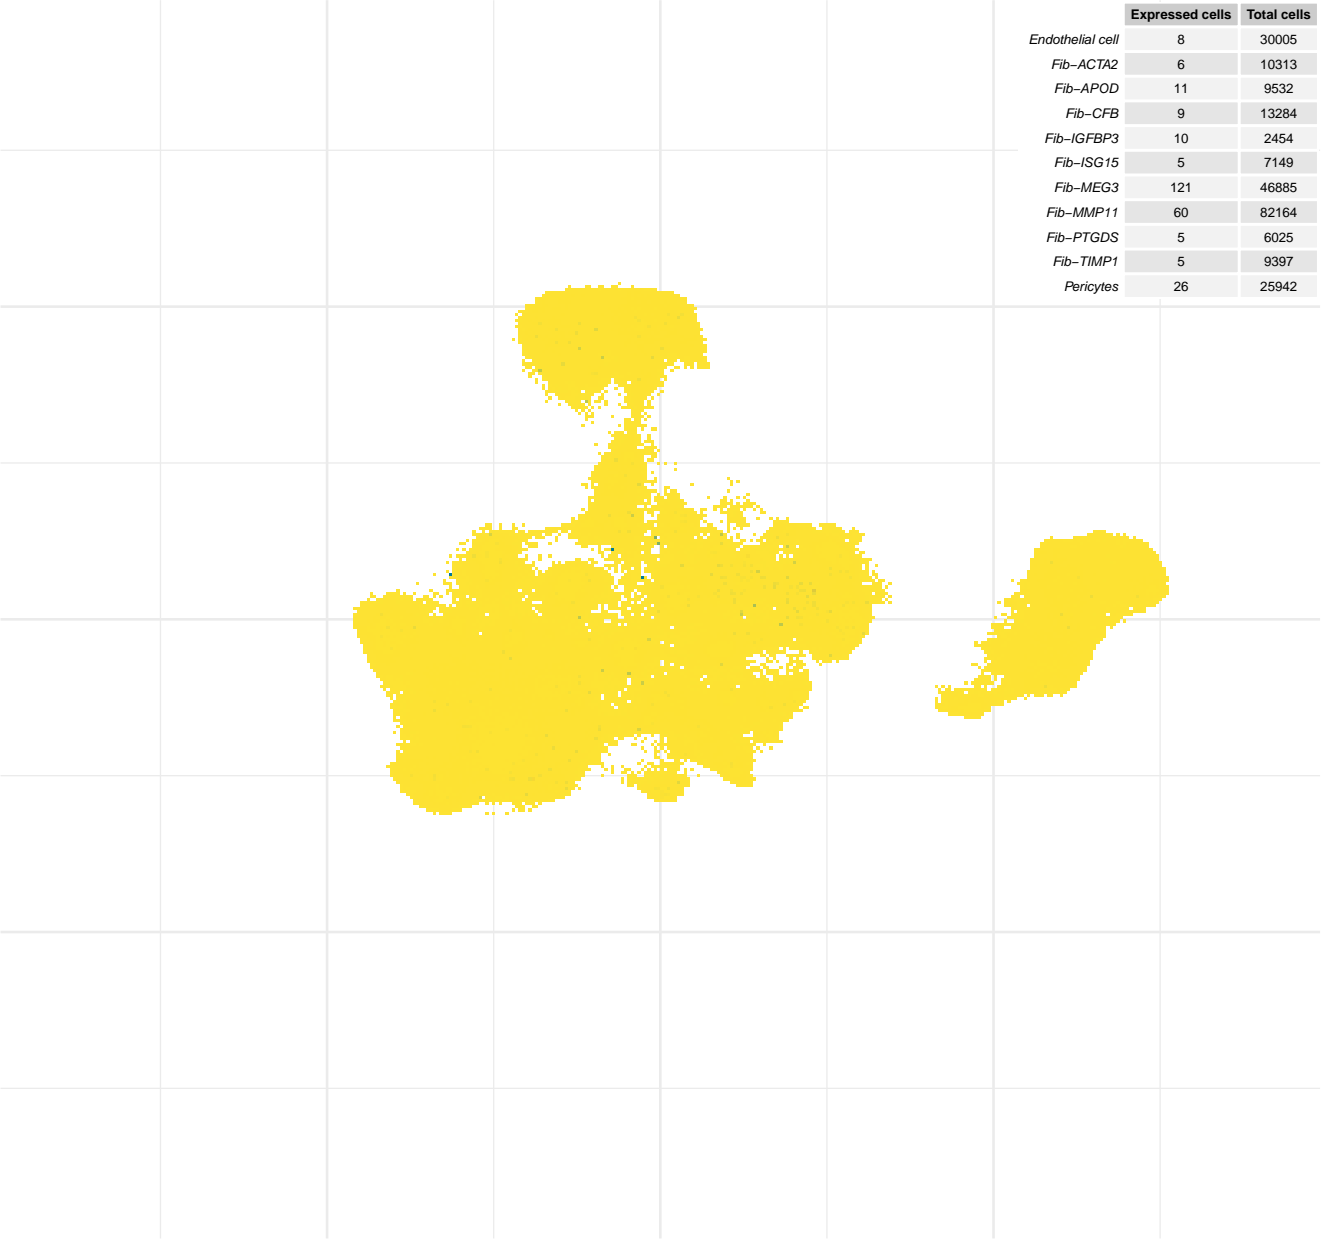 Expressed cells Total cells
Endothelial cell 8 30005
Fib−ACTA2 6 10313
Fib−APOD 11 9532
Fib−CFB 9 13284
Fib−IGFBP3 10 2454
Fib−ISG15 5 7149
Fib−MEG3 121 46885
Fib−MMP11 60 82164
Fib−PTGDS 5 6025
Fib−TIMP1 5 9397
Pericytes 26 25942